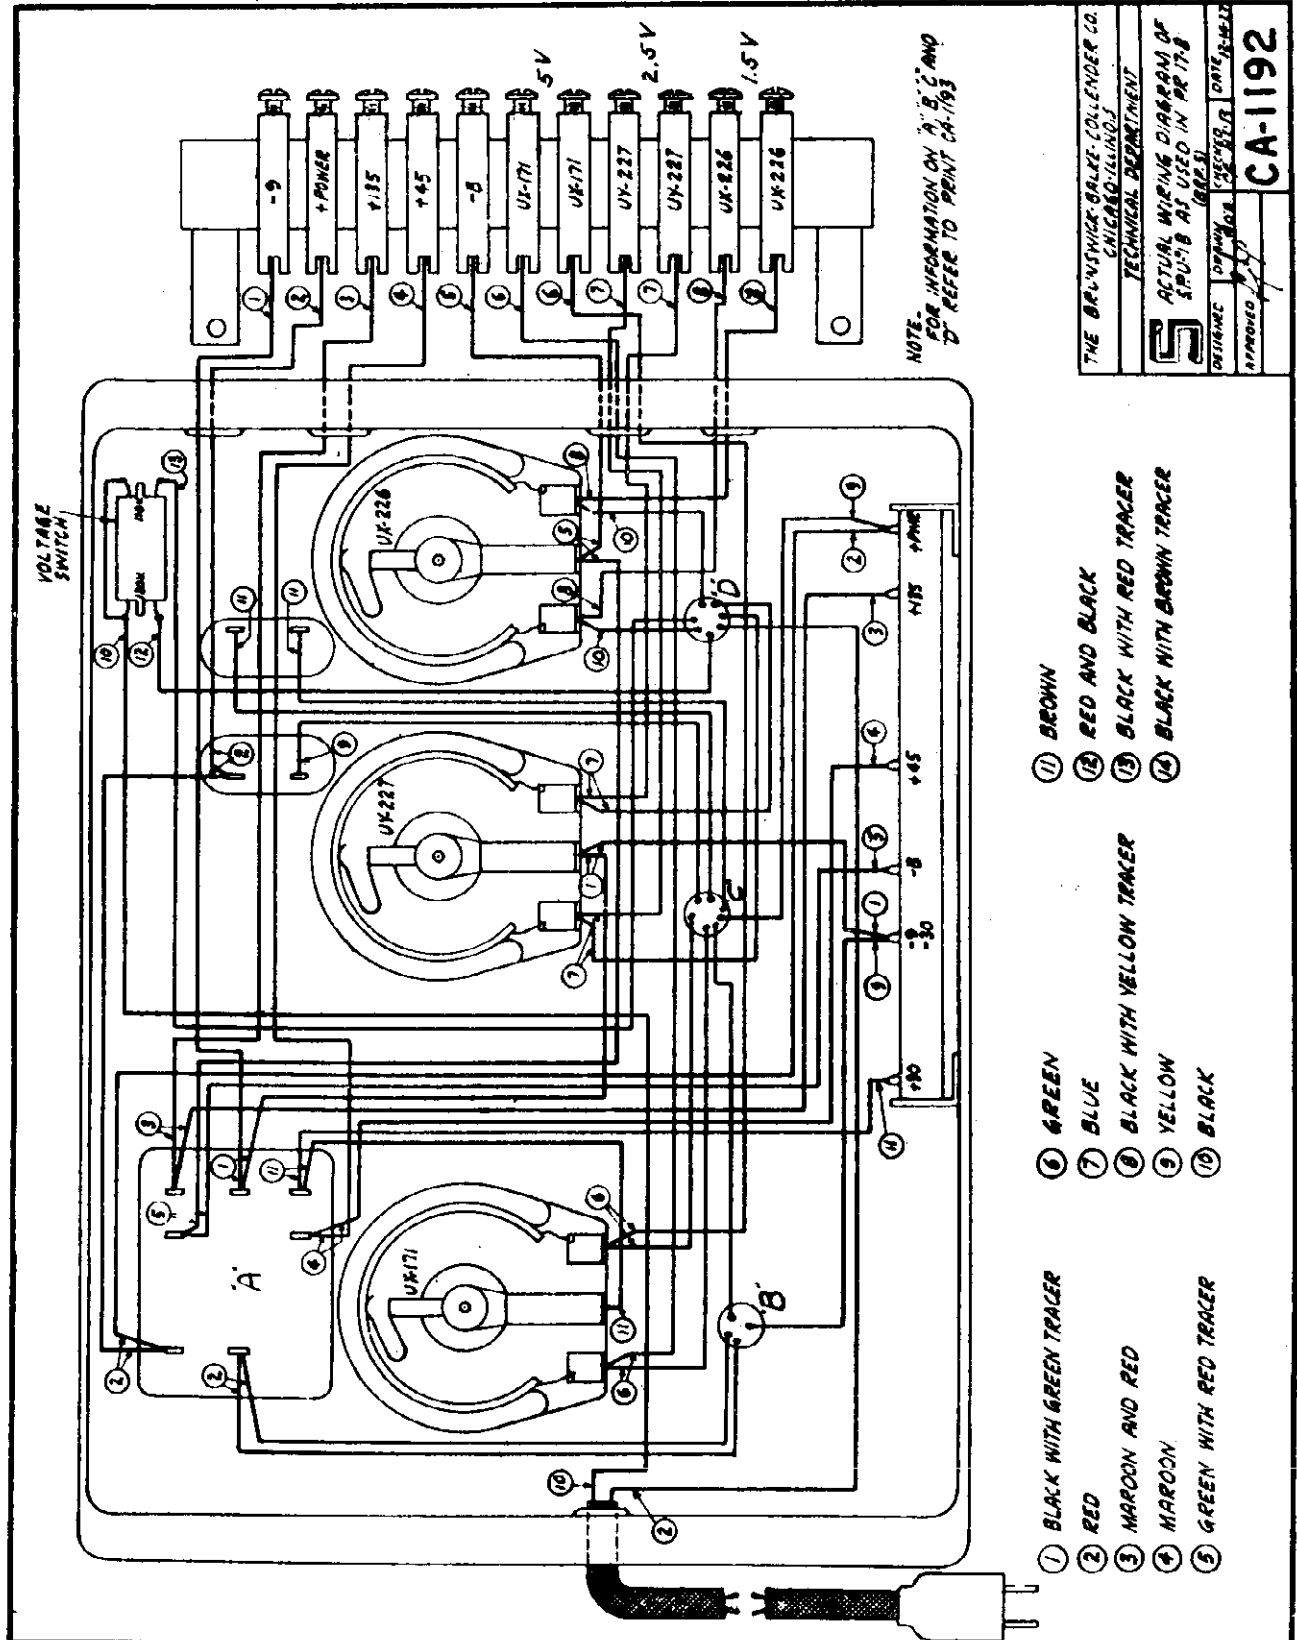 VOLTAGE
SWITCH
-9
+POWER
+135
+45
-B
UX-171
UX-171
UY-227
UY-227
UX-226
UX-226
5V
2.5V
1.5V
NOTE-
FOR INFORMATION ON "A", "B", "C" AND
"D" REFER TO PRINT CA-1193
UX-226
UY-227
UX-171
"A"
"B"
"C"
"D"
+PWR
+135
+45
-B
-9
-30
+90
1 BLACK WITH GREEN TRACER
2 RED
3 MAROON AND RED
4 MAROON
5 GREEN WITH RED TRACER
6 GREEN
7 BLUE
8 BLACK WITH YELLOW TRACER
9 YELLOW
10 BLACK
11 BROWN
12 RED AND BLACK
13 BLACK WITH RED TRACER
14 BLACK WITH BROWN TRACER
THE BRUNSWICK-BALKE-COLLENDER CO.
CHICAGO-ILLINOIS
TECHNICAL DEPARTMENT
ACTUAL WIRING DIAGRAM OF
AS USED IN PR 17-8
DESIGNED
DRAWN
CHECKED
DATE
APPROVED
CA-1192